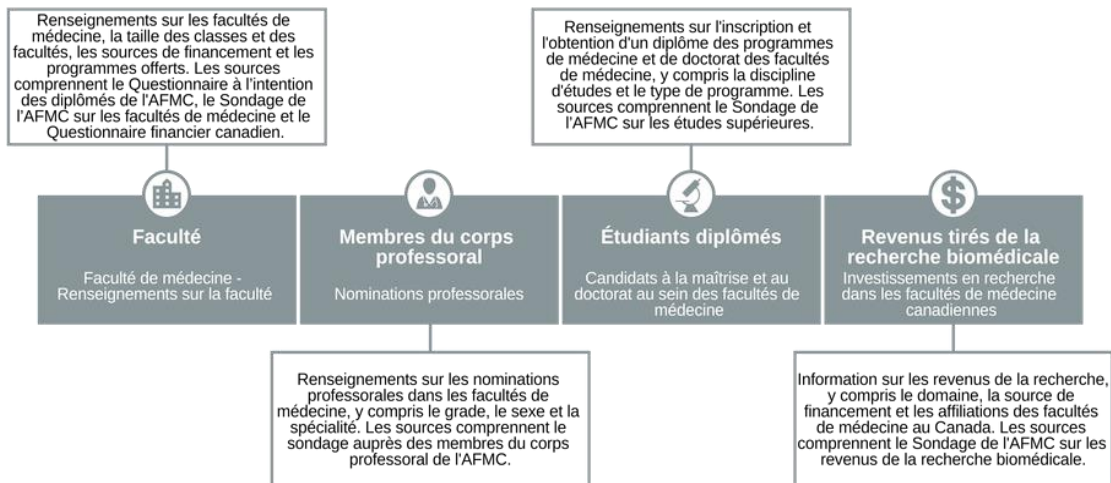 Renseignements sur les facultés de
médecine, la taille des classes et des
facultés, les sources de financement et les
programmes offerts. Les sources
comprennent le Questionnaire à l'intention
des diplômés de l'AFMC, le Sondage de
l'AFMC sur les facultés de médecine et le
Questionnaire financier canadien.
Renseignements sur l'inscription et
l'obtention d'un diplôme des programmes
de médecine et de doctorat des facultés
de médecine, y compris la discipline
d'études et le type de programme. Les
sources comprennent le Sondage de
l'AFMC sur les études supérieures.
Faculté
Faculté de médecine -
Renseignements sur la faculté
Membres du corps
professoral
Nominations professorales
Étudiants diplômés
Candidats à la maîtrise et au
doctorat au sein des facultés de
médecine
$
Revenus tirés de la
recherche biomédicale
Investissements en recherche
dans les facultés de médecine
canadiennes
Renseignements sur les nominations
professorales dans les facultés de
médecine, y compris le grade, le sexe et la
spécialité. Les sources comprennent le
sondage auprès des membres du corps
professoral de l'AFMC.
Information sur les revenus de la recherche,
y compris le domaine, la source de
financement et les affiliations des facultés
de médecine au Canada. Les sources
comprennent le Sondage de l'AFMC sur les
revenus de la recherche biomédicale.